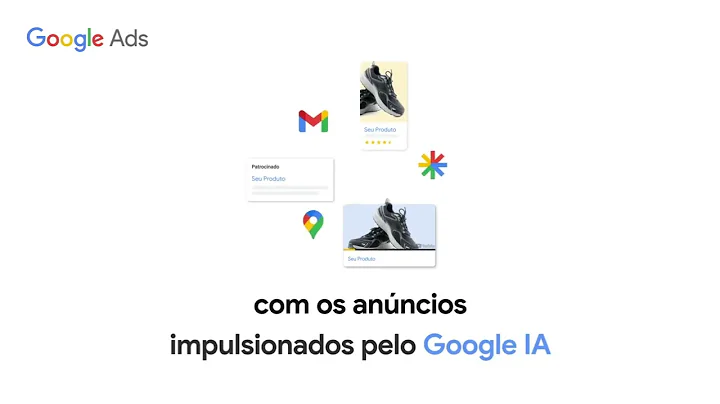 Google Ads
Seu Produto
Patrocinado
Seu Produto
Seu Produto
com os anúncios
impulsionados pelo Google IA